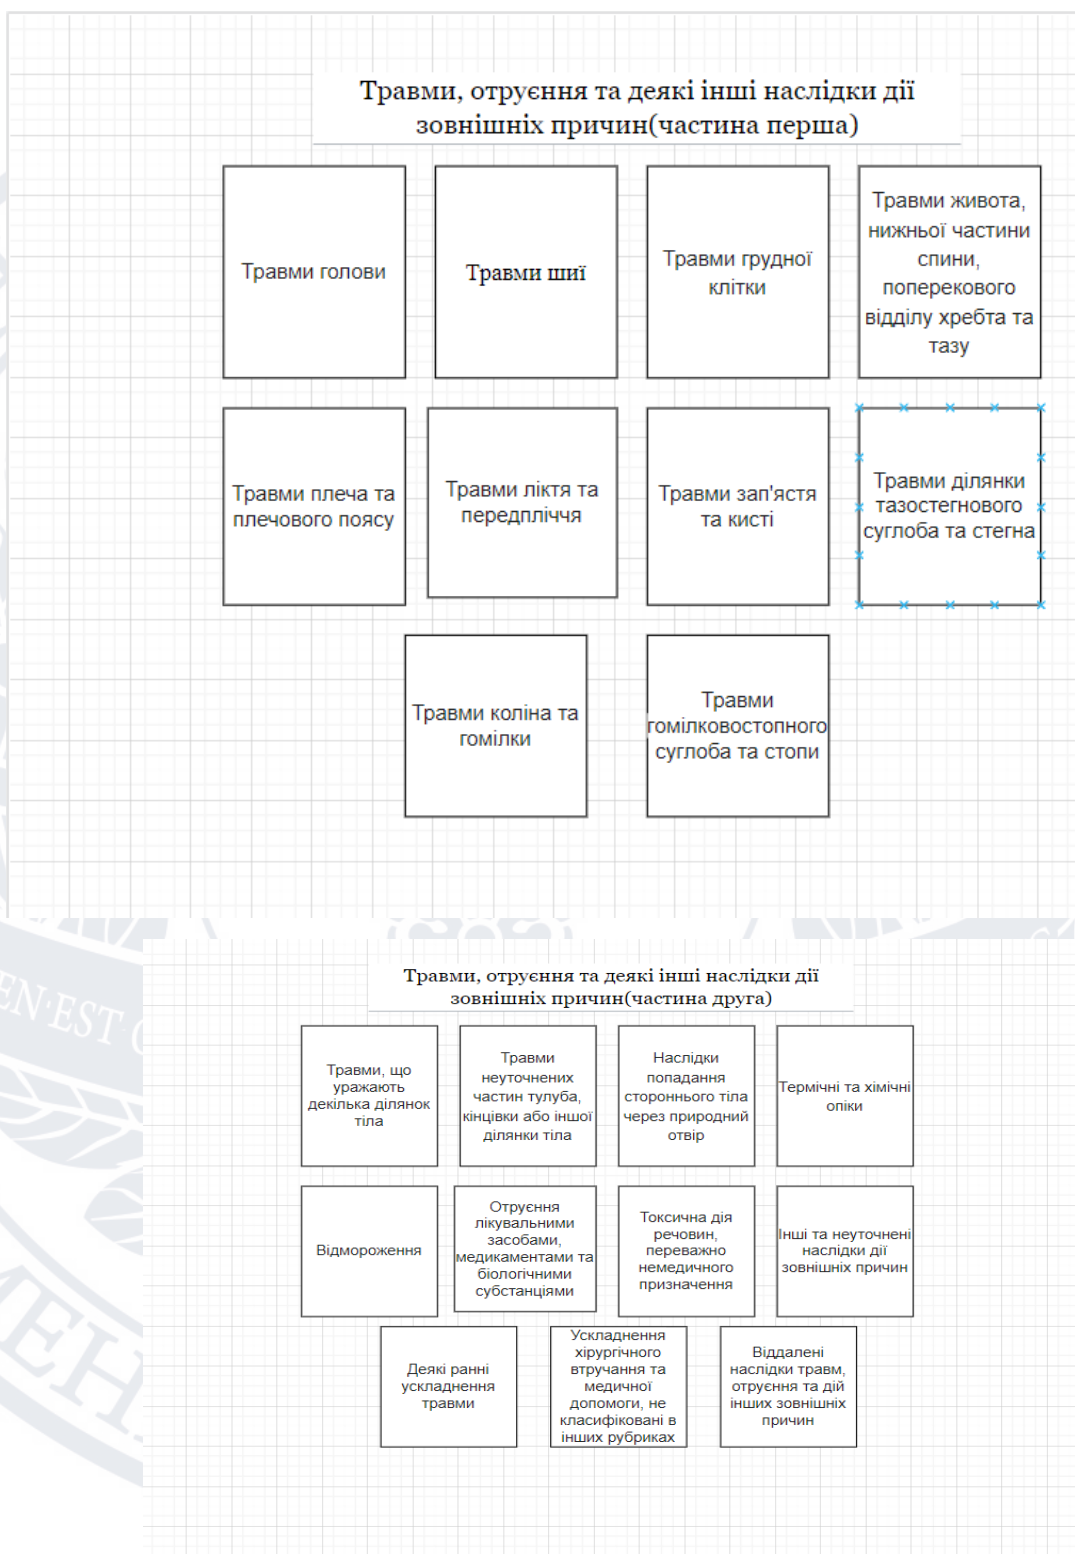 Травми, отруєння та деякі інші наслідки дії
зовнішніх причин(частина перша)
Травми голови
Травми шиї
Травми грудної
клітки
Травми живота,
нижньої частини
спини,
поперекового
відділу хребта та
тазу
Травми плеча та
плечового поясу
Травми ліктя та
передпліччя
Травми зап'ястя
та кисті
Травми ділянки
тазостегнового
суглоба та стегна
Травми коліна та
гомілки
Травми
гомілковостопного
суглоба та стопи
EN·EST
Травми, отруєння та деякі інші наслідки дії
зовнішніх причин(частина друга)
Травми, що
уражають
декілька ділянок
тіла
Травми
неуточнених
частин тулуба,
кінцівки або іншої
ділянки тіла
Наслідки
попадання
стороннього тіла
через природний
отвір
Термічні та хімічні
опіки
Відмороження
Отруєння
лікувальними
засобами,
медикаментами та
біологічними
субстанціями
Токсична дія
речовин,
переважно
немедичного
призначення
Інші та неуточнені
наслідки дії
зовнішніх причин
Деякі ранні
ускладнення
травми
Ускладнення
хірургічного
втручання та
медичної
допомоги, не
класифіковані в
інших рубриках
Віддалені
наслідки травм,
отруєння та дій
інших зовнішніх
причин